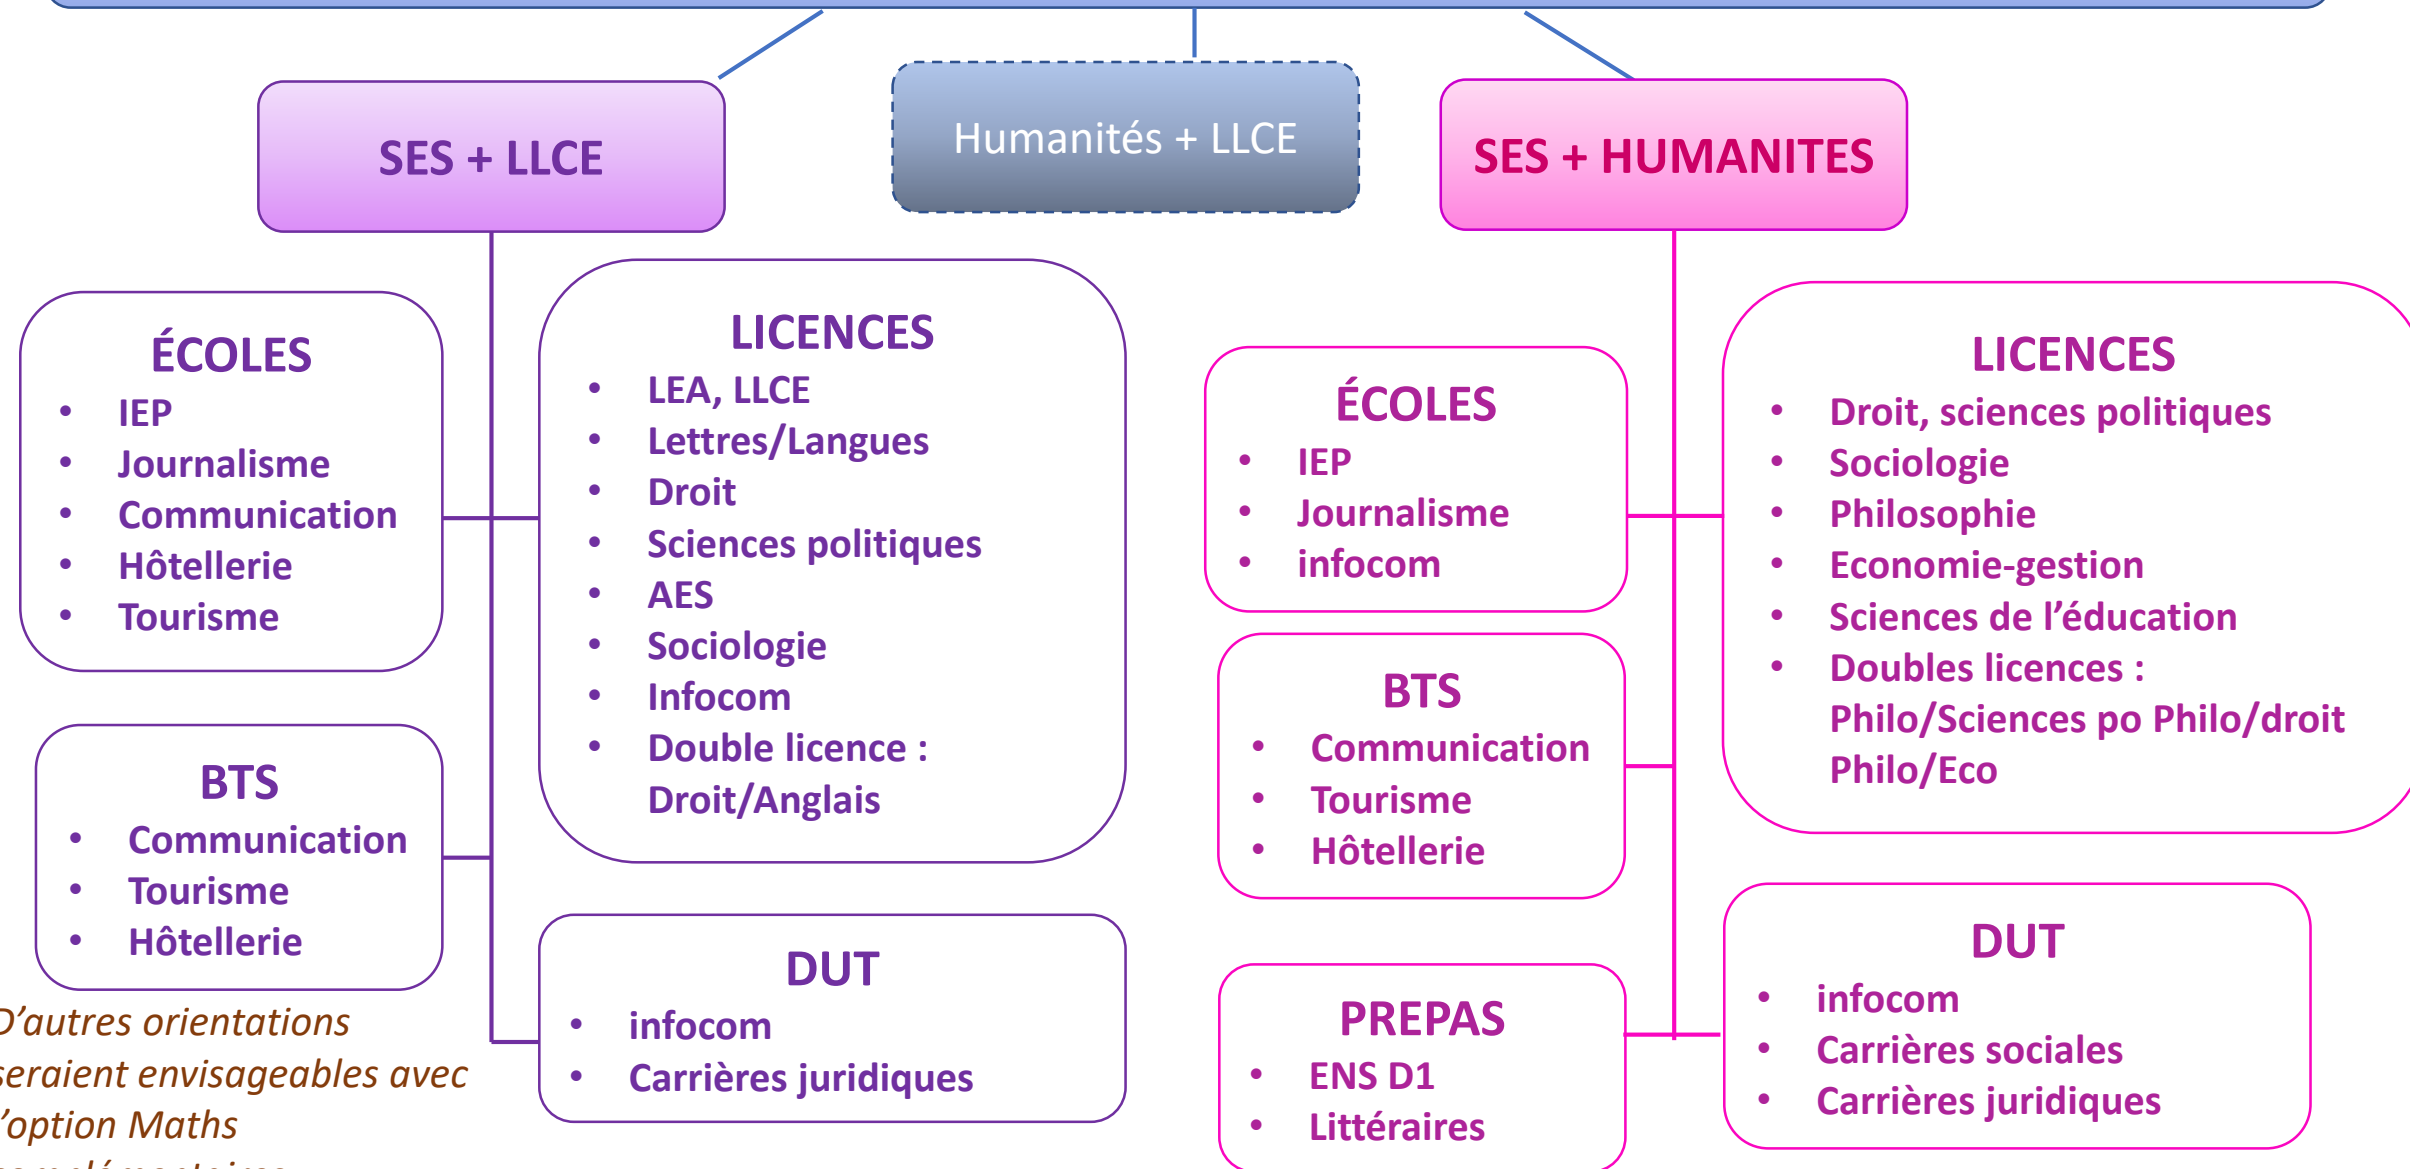 SES + LLCE
Humanités + LLCE
SES + HUMANITES
ÉCOLES
• IEP
• Journalisme
• Communication
• Hôtellerie
• Tourisme
LICENCES
• LEA, LLCE
• Lettres/Langues
• Droit
• Sciences politiques
• AES
• Sociologie
• Infocom
• Double licence :
Droit/Anglais
BTS
• Communication
• Tourisme
• Hôtellerie
DUT
• infocom
• Carrières juridiques
D’autres orientations
seraient envisageables avec
l’option Maths
ÉCOLES
• IEP
• Journalisme
• infocom
LICENCES
• Droit, sciences politiques
• Sociologie
• Philosophie
• Economie-gestion
• Sciences de l’éducation
• Doubles licences :
Philo/Sciences po Philo/droit
Philo/Eco
BTS
• Communication
• Tourisme
• Hôtellerie
PREPAS
• ENS D1
• Littéraires
DUT
• infocom
• Carrières sociales
• Carrières juridiques